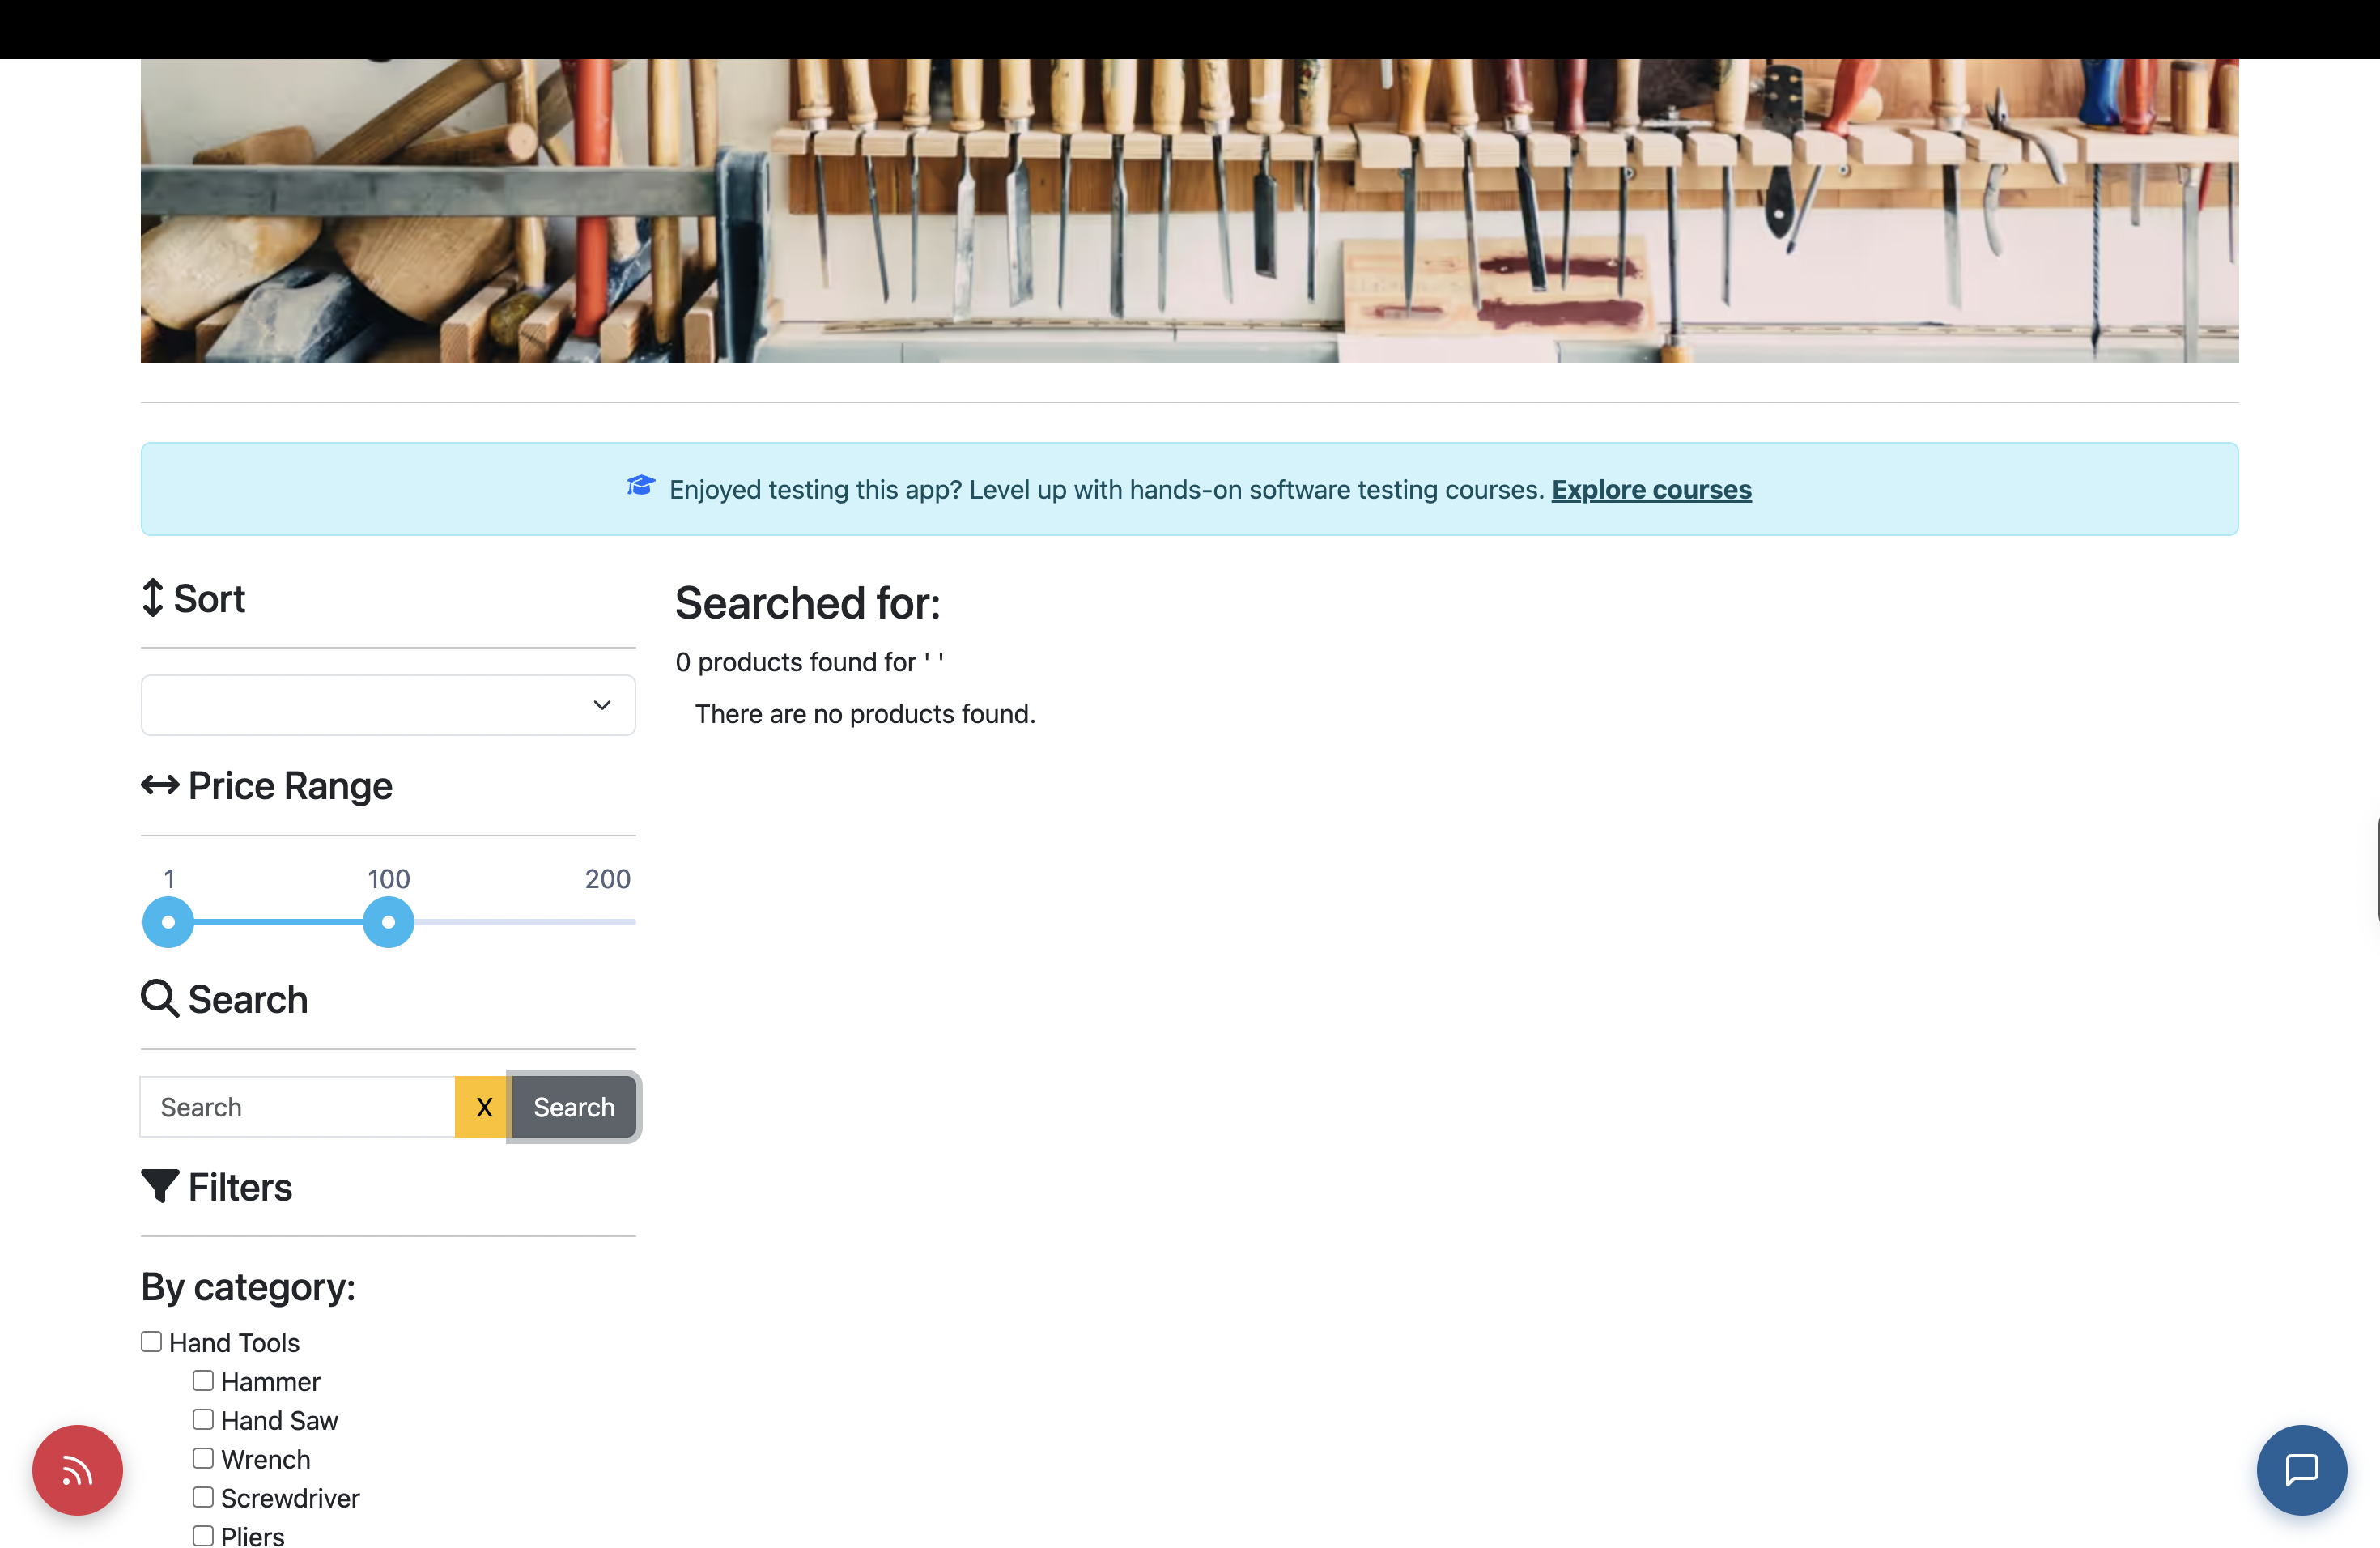 Enjoyed testing this app? Level up with hands-on software testing courses. Explore courses
Sort
Price Range
1 100 200
Search
Search X Search
Filters
By category:
Hand Tools
Hammer
Hand Saw
Wrench
Screwdriver
Pliers
Searched for:
0 products found for ' '
There are no products found.